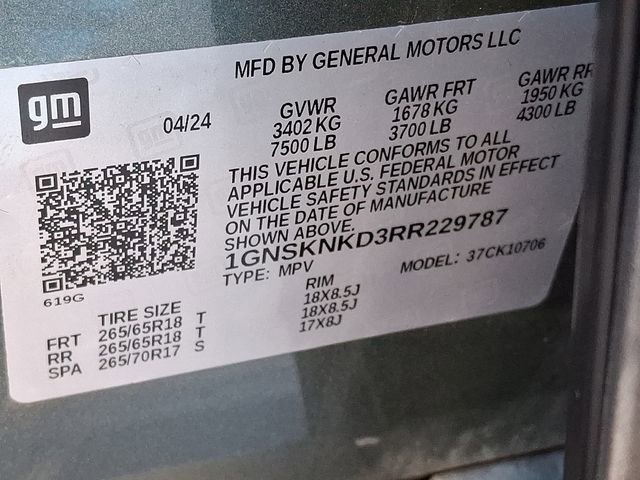 MFD BY GENERAL MOTORS LLC
gm
04/24
GVWR GAWR FRT GAWR RR
3402 KG 1678 KG 1950 KG
7500 LB 3700 LB 4300 LB
THIS VEHICLE CONFORMS TO ALL
APPLICABLE U.S. FEDERAL MOTOR
VEHICLE SAFETY STANDARDS IN EFFECT
ON THE DATE OF MANUFACTURE
SHOWN ABOVE.
1GNSKNKD3RR229787
TYPE: MPV MODEL: 37CK10706
619G
TIRE SIZE RIM
FRT 265/65R18 T 18X8.5J
RR 265/65R18 T 18X8.5J
SPA 265/70R17 S 17X8J